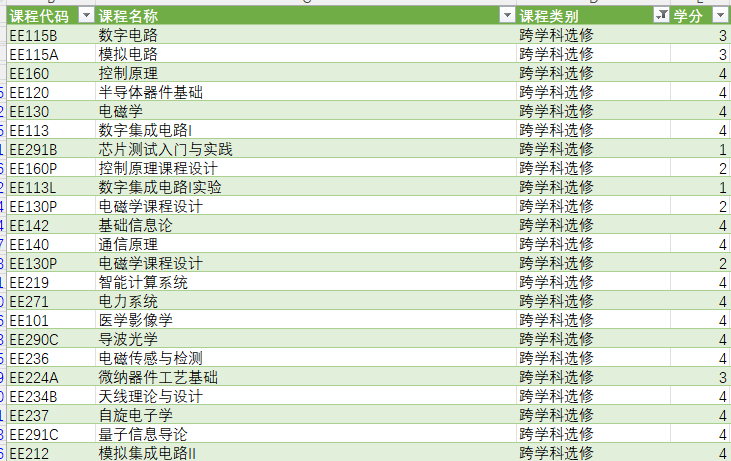 课程代码 课程名称 课程类别 学分
EE115B 数字电路 跨学科选修 3
EE115A 模拟电路 跨学科选修 3
EE160 控制原理 跨学科选修 4
EE120 半导体器件基础 跨学科选修 4
EE130 电磁学 跨学科选修 4
EE113 数字集成电路I 跨学科选修 4
EE291B 芯片测试入门与实践 跨学科选修 1
EE160P 控制原理课程设计 跨学科选修 2
EE113L 数字集成电路I实验 跨学科选修 1
EE130P 电磁学课程设计 跨学科选修 2
EE142 基础信息论 跨学科选修 4
EE140 通信原理 跨学科选修 4
EE130P 电磁学课程设计 跨学科选修 2
EE219 智能计算系统 跨学科选修 4
EE271 电力系统 跨学科选修 4
EE101 医学影像学 跨学科选修 4
EE290C 导波光学 跨学科选修 4
EE236 电磁传感与检测 跨学科选修 4
EE224A 微纳器件工艺基础 跨学科选修 3
EE234B 天线理论与设计 跨学科选修 4
EE237 自旋电子学 跨学科选修 4
EE291C 量子信息导论 跨学科选修 4
EE212 模拟集成电路II 跨学科选修 4